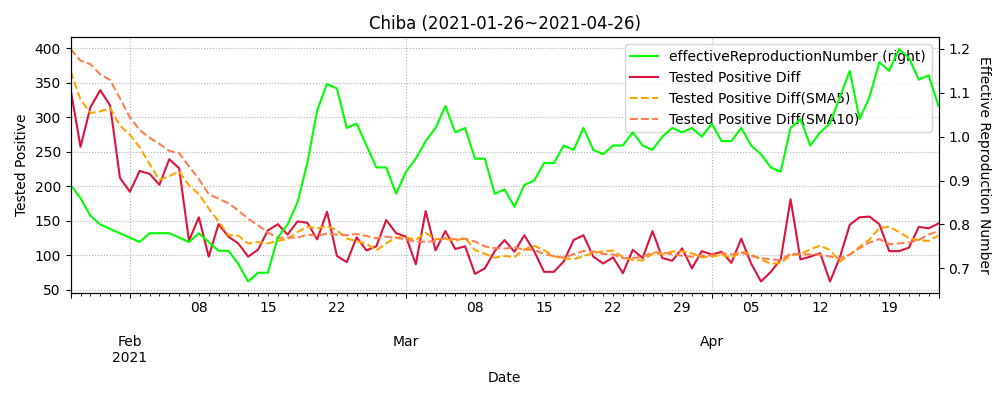 Chiba (2021-01-26~2021-04-26)
400
350
300
250
200
150
100
50
Tested Positive
effectiveReproductionNumber (right)
Tested Positive Diff
Tested Positive Diff(SMA5)
Tested Positive Diff(SMA10)
1.2
1.1
1.0
0.9
0.8
0.7
Effective Reproduction Number
08 15 22 08 15 22 29 05 12 19
Feb Mar Apr
2021
Date